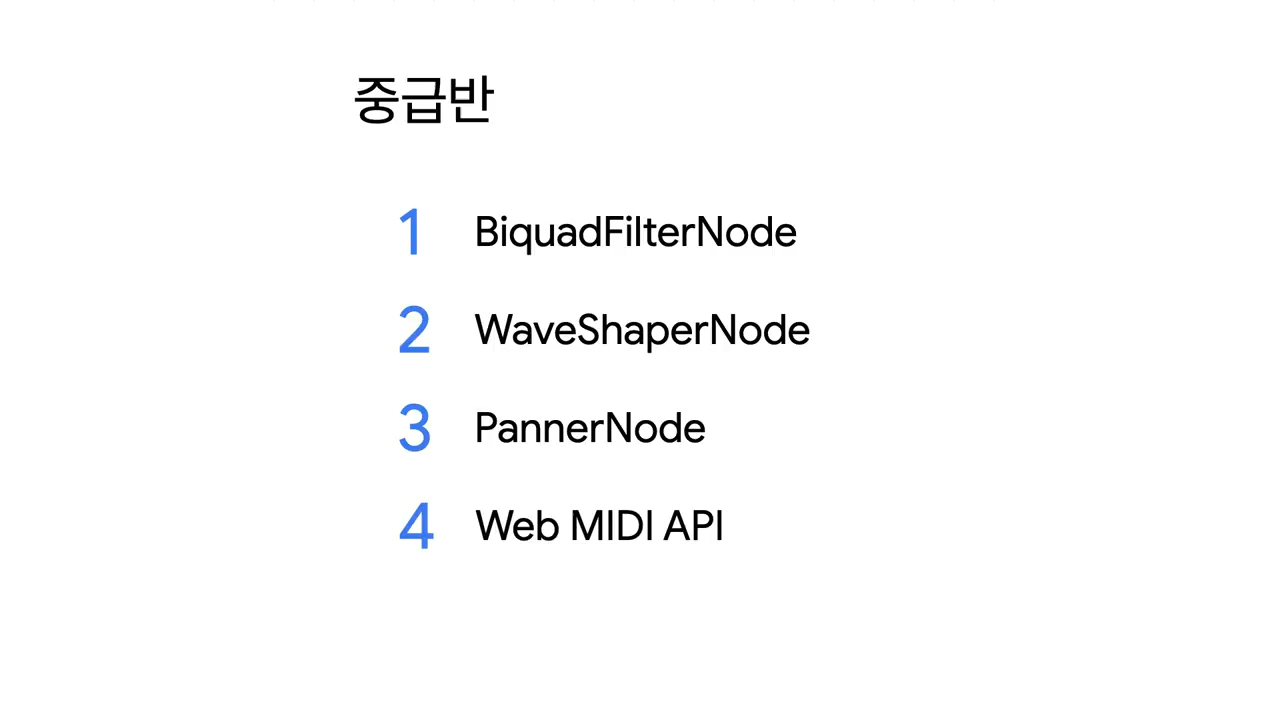 중급반
1 BiquadFilterNode
2 WaveShaperNode
3 PannerNode
4 Web MIDI API